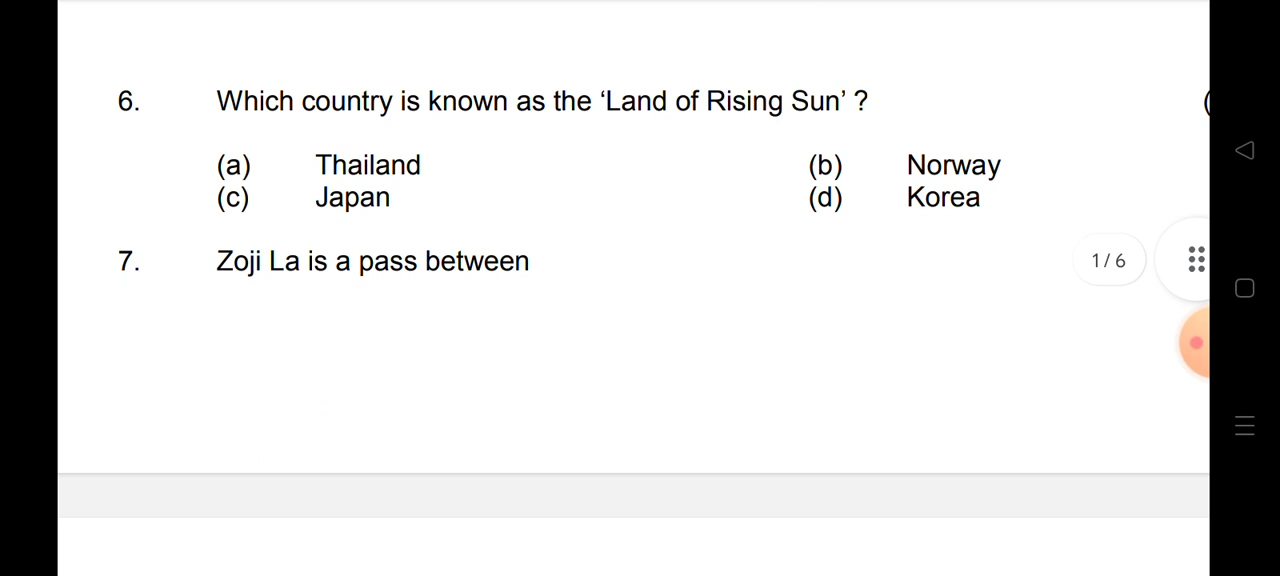 6. Which country is known as the ‘Land of Rising Sun’ ? (
(a) Thailand (b) Norway
(c) Japan (d) Korea
7. Zoji La is a pass between
1 / 6